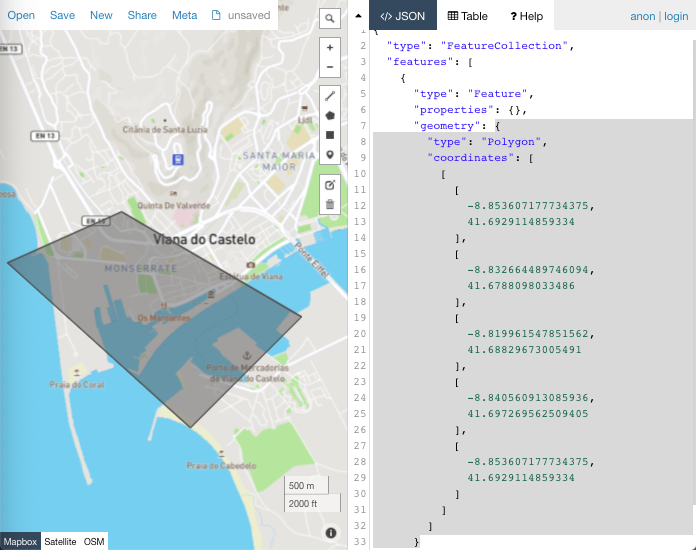 Open Save New Share Meta unsaved
</> JSON Table ? Help anon | login
EN 13
+
−
Citânia de Santa Luzia
Lidl
EN 13
SANTA MARIA
MAIOR
Quinta De Valverde
EN 13
Viana do Castelo
Ponte Eiffel
MONSERRATE
Estátua de Viana
Os Mareantes
Porto de Mercadorias
de Viana do Castelo
Praia do Coral
Praia do Cabedelo
500 m
2000 ft
Mapbox Satellite OSM
1 {
2 "type": "FeatureCollection",
3 "features": [
4 {
5 "type": "Feature",
6 "properties": {},
7 "geometry": {
8 "type": "Polygon",
9 "coordinates": [
10 [
11 [
12 -8.853607177734375,
13 41.6929114859334
14 ],
15 [
16 -8.832664489746094,
17 41.6788098033486
18 ],
19 [
20 -8.819961547851562,
21 41.68829673005491
22 ],
23 [
24 -8.840560913085936,
25 41.697269562509405
26 ],
27 [
28 -8.853607177734375,
29 41.6929114859334
30 ]
31 ]
32 ]
33 }